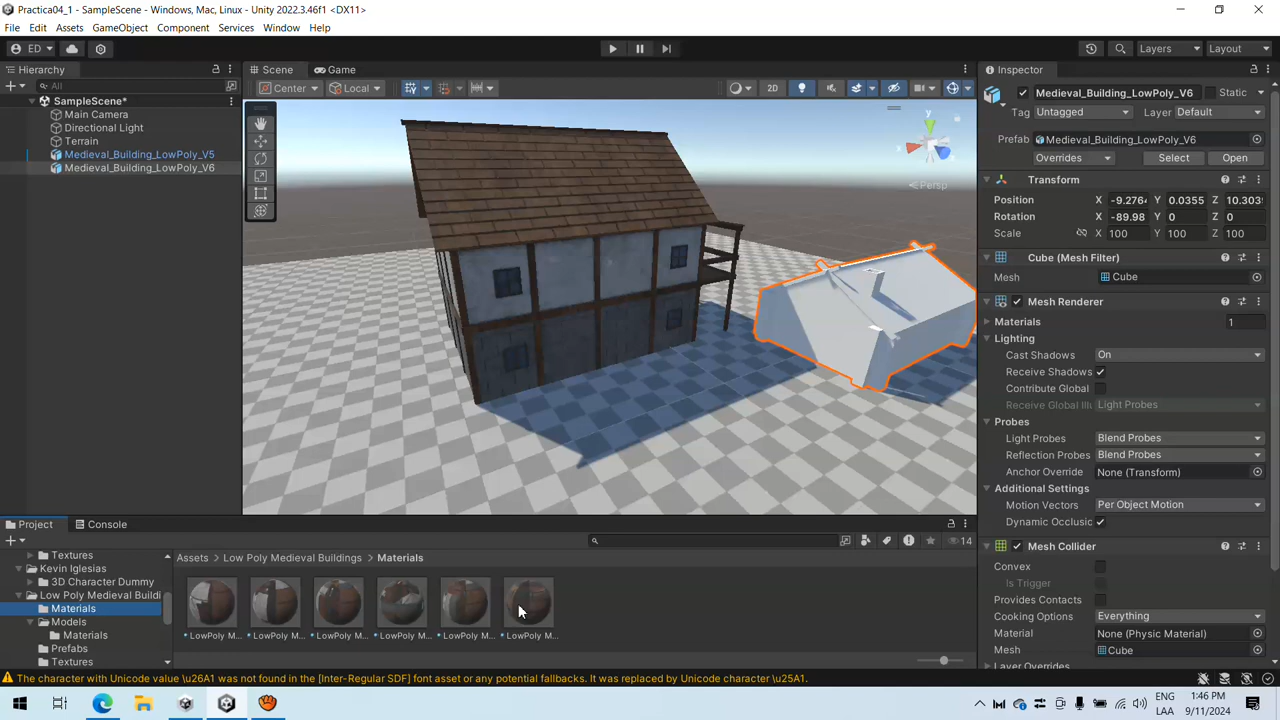 Practica04_1 - SampleScene - Windows, Mac, Linux - Unity 2022.3.46f1 <DX11>
File Edit Assets GameObject Component Services Window Help
ED Layers Layout
Hierarchy
All
SampleScene*
Main Camera
Directional Light
Terrain
Medieval_Building_LowPoly_V5
Medieval_Building_LowPoly_V6
Scene Game
Center Local 2D
y
x
Persp
Inspector
Medieval_Building_LowPoly_V6 Static
Tag Untagged Layer Default
Prefab Medieval_Building_LowPoly_V6
Overrides Select Open
Transform
Position X -9.276 Y 0.0355 Z 10.303
Rotation X -89.98 Y 0 Z 0
Scale X 100 Y 100 Z 100
Cube (Mesh Filter)
Mesh Cube
Mesh Renderer
Materials 1
Lighting
Cast Shadows On
Receive Shadows
Contribute Global
Receive Global Illu Light Probes
Probes
Light Probes Blend Probes
Reflection Probes Blend Probes
Anchor Override None (Transform)
Additional Settings
Motion Vectors Per Object Motion
Dynamic Occlusic
Mesh Collider
Convex
Is Trigger
Provides Contacts
Cooking Options Everything
Material None (Physic Material)
Mesh Cube
Layer Overrides
Project Console
14
Textures
Kevin Iglesias
3D Character Dummy
Low Poly Medieval Buildi
Materials
Models
Materials
Prefabs
Textures
Assets > Low Poly Medieval Buildings > Materials
LowPoly M... LowPoly M... LowPoly M... LowPoly M... LowPoly M... LowPoly M...
The character with Unicode value \u26A1 was not found in the [Inter-Regular SDF] font asset or any potential fallbacks. It was replaced by Unicode character \u25A1.
ENG 1:46 PM
LAA 9/11/2024